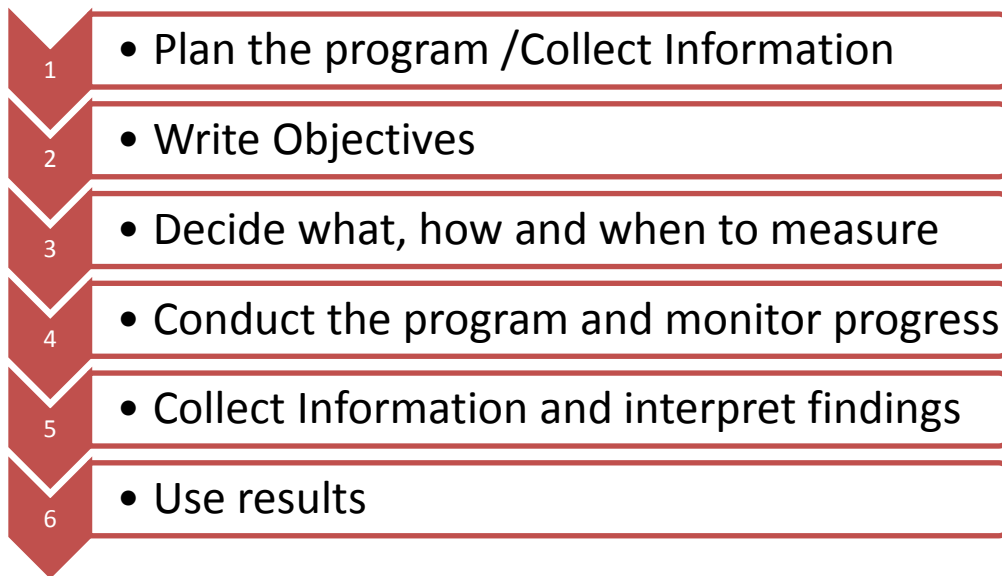 1
• Plan the program /Collect Information
2
• Write Objectives
3
• Decide what, how and when to measure
4
• Conduct the program and monitor progress
5
• Collect Information and interpret findings
6
• Use results